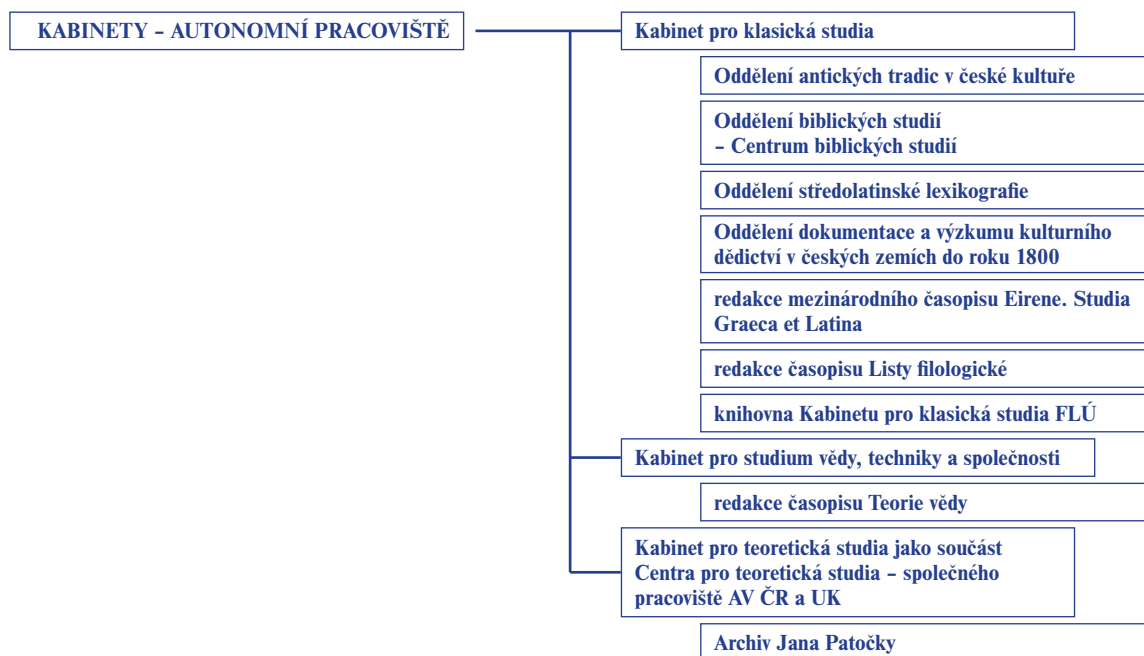 KABINETY – AUTONOMNÍ PRACOVIŠTĚ
Kabinet pro klasická studia
Oddělení antických tradic v české kultuře
Oddělení biblických studií
– Centrum biblických studií
Oddělení středolatinské lexikografie
Oddělení dokumentace a výzkumu kulturního
dědictví v českých zemích do roku 1800
redakce mezinárodního časopisu Eirene. Studia
Graeca et Latina
redakce časopisu Listy filologické
knihovna Kabinetu pro klasická studia FLÚ
Kabinet pro studium vědy, techniky a společnosti
redakce časopisu Teorie vědy
Kabinet pro teoretická studia jako součást
Centra pro teoretická studia – společného
pracoviště AV ČR a UK
Archiv Jana Patočky